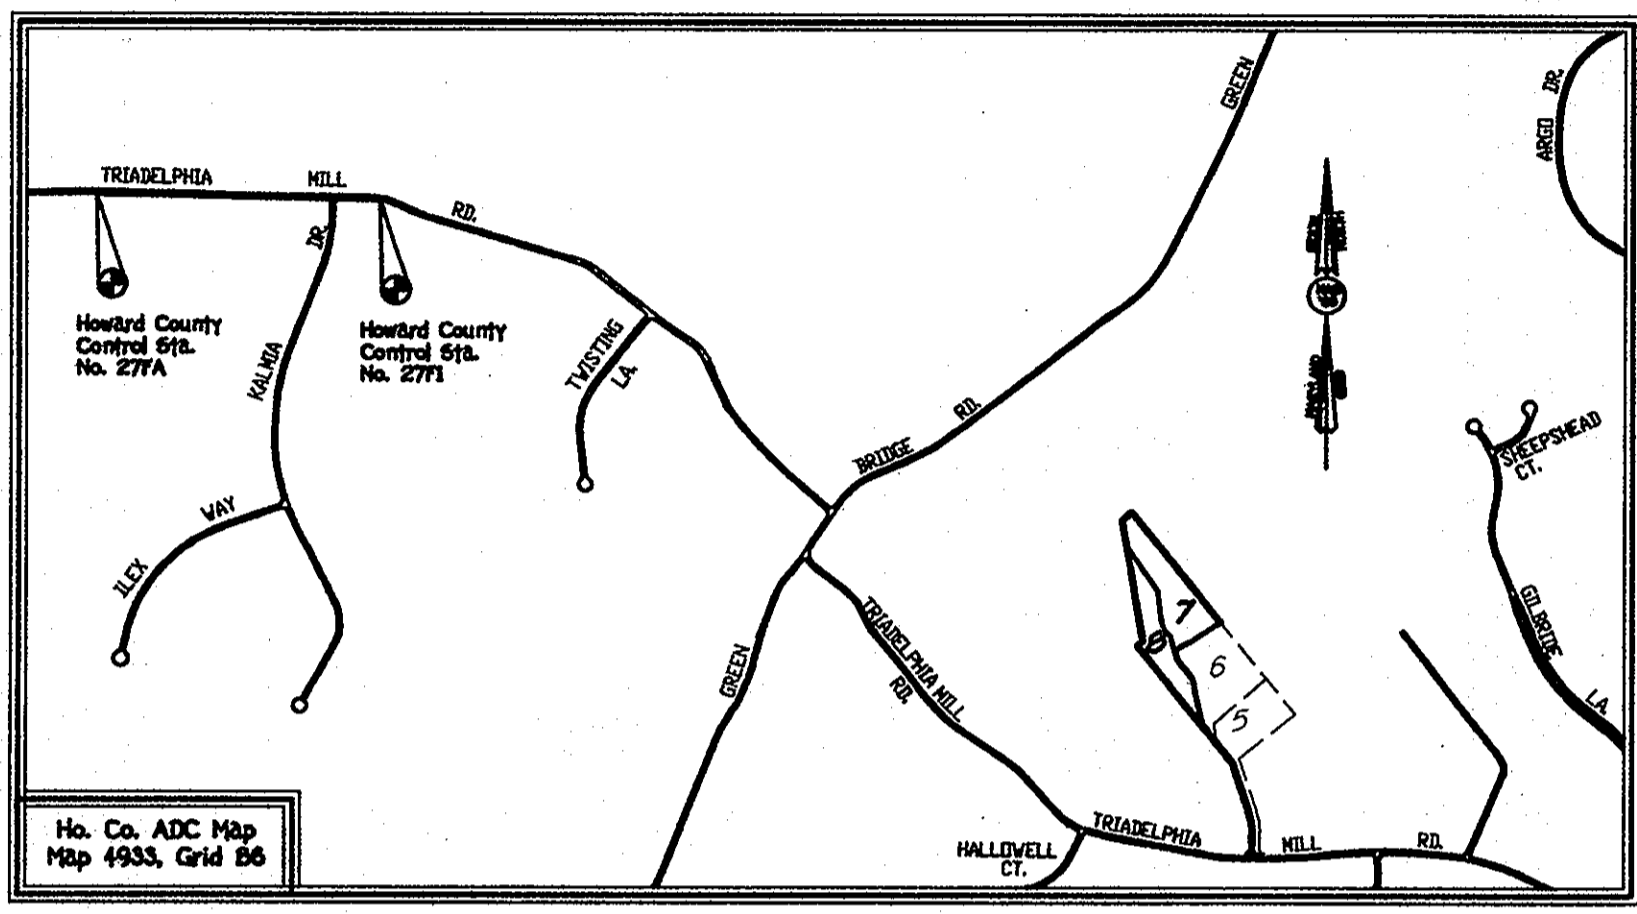 GREEN
ARGO DR.
TRIADELPHIA MILL RD.
DR.
KALMIA
Howard County
Control Sta.
No. 27FA
Howard County
Control Sta.
No. 27F1
TWISTING
LA.
BRIDGE RD.
MARYLAND
SHEEPSHEAD
CT.
WAY
ILEX
GREEN
TRIADELPHIA MILL
RD.
7
8
6
5
GILBRIDE LA.
Ho. Co. ADC Map
Map 4933, Grid B6
HALLOWELL
CT.
TRIADELPHIA MILL RD.